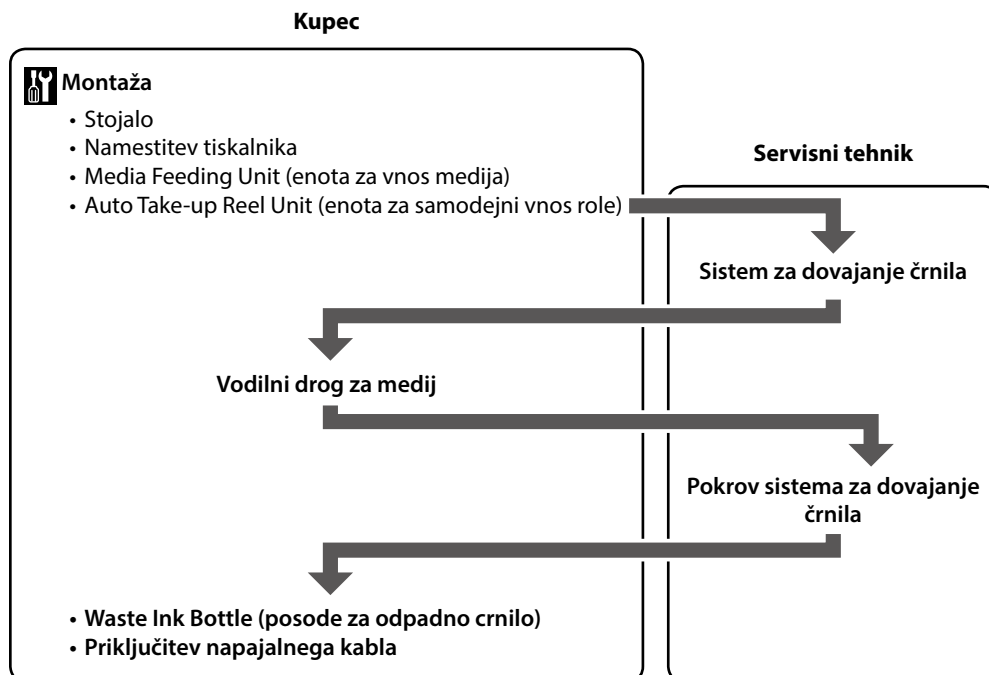 Kupec
Montaža
• Stojalo
• Namestitev tiskalnika
• Media Feeding Unit (enota za vnos medija)
• Auto Take-up Reel Unit (enota za samodejni vnos role)
Servisni tehnik
Sistem za dovajanje črnila
Vodilni drog za medij
Pokrov sistema za dovajanje
črnila
• Waste Ink Bottle (posode za odpadno crnilo)
• Priključitev napajalnega kabla